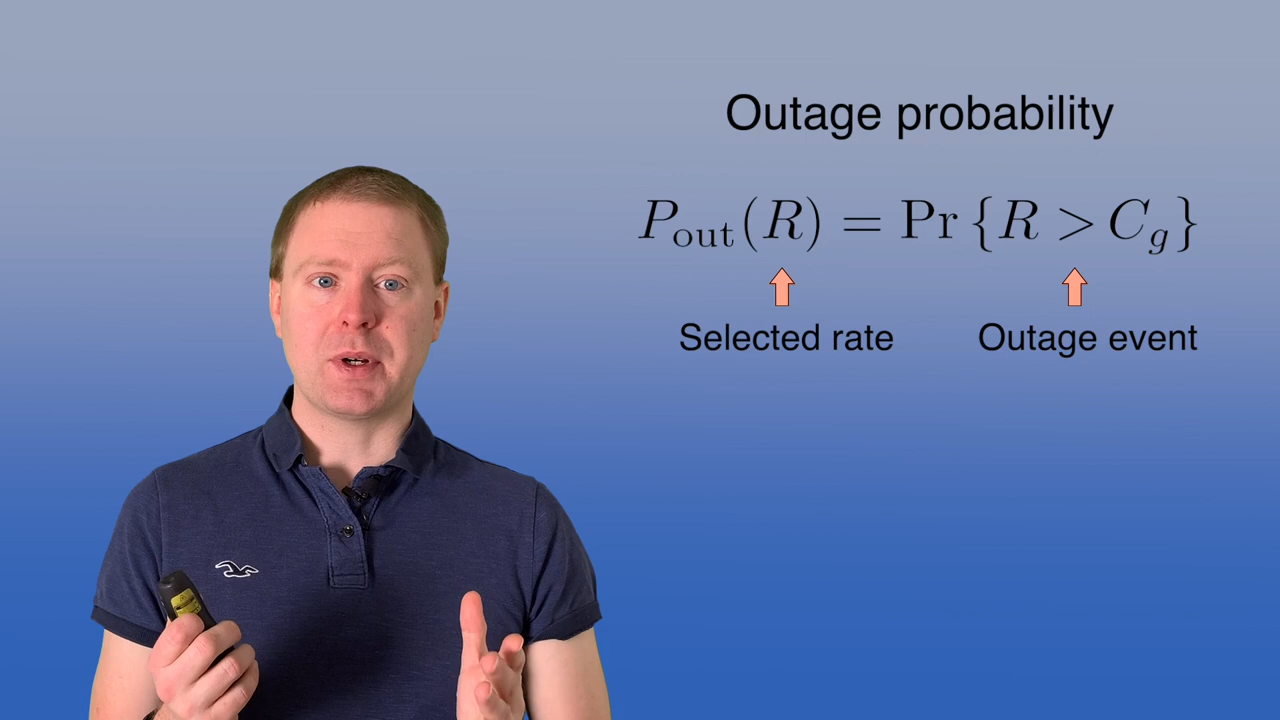 Outage probability
P_out(R) = Pr {R > C_g}
Selected rate
Outage event